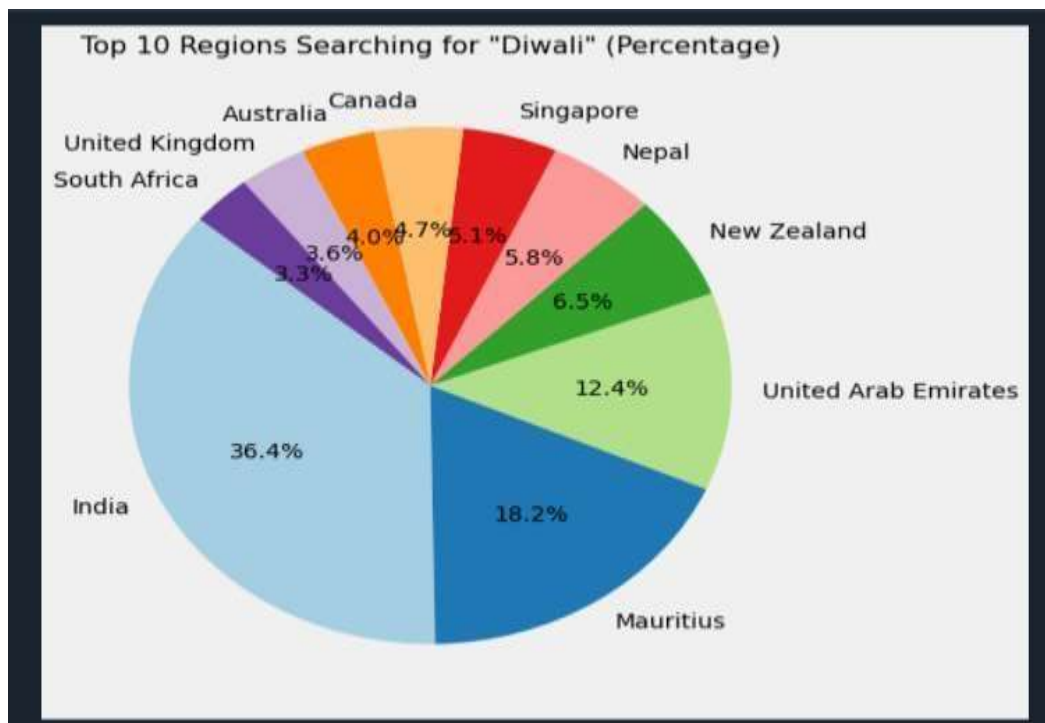 Top 10 Regions Searching for "Diwali" (Percentage)
Canada
Australia
Singapore
United Kingdom
Nepal
South Africa
New Zealand
4.7%
5.1%
4.0%
3.6%
5.8%
3.3%
6.5%
12.4%
United Arab Emirates
36.4%
India
18.2%
Mauritius